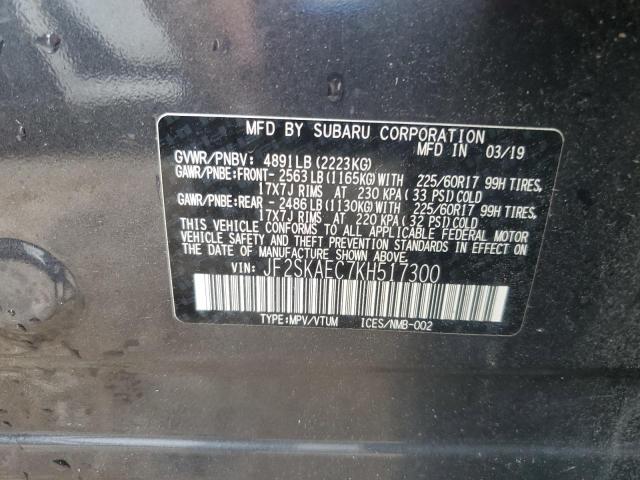 MFD BY SUBARU CORPORATION
MFD. IN 03/19
GVWR/PNBV: 4891LB(2223KG)
GAWR/PNBE:FRONT-2563LB(1165KG)WITH 225/60R17 99H TIRES,
17X7J RIMS AT 230 KPA(33 PSI)COLD
GAWR/PNBE:REAR -2486LB(1130KG)WITH 225/60R17 99H TIRES,
17X7J RIMS AT 220 KPA(32 PSI)COLD
THIS VEHICLE CONFORMS TO ALL APPLICABLE FEDERAL MOTOR
VEHICLE SAFETY AND THEFT PREVENTION STANDARDS IN EFFECT ON
THE DATE OF MANUFACTURE SHOWN ABOVE.
VIN: JF2SKAEC7KH517300
TYPE:MPV/VTUM ICES/NMB-002